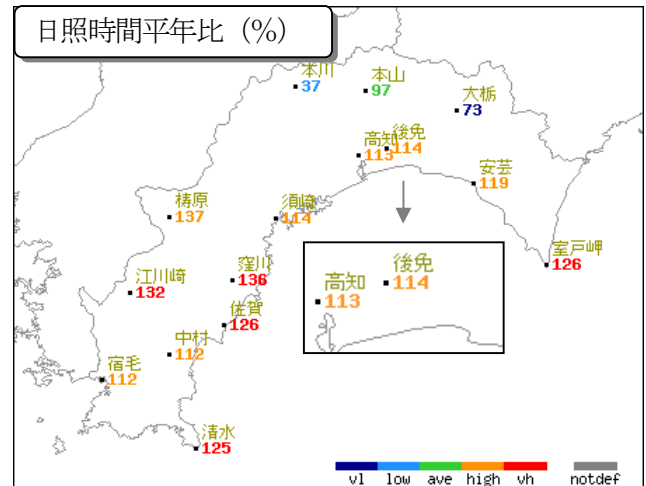 日照時間平年比 (%)
本川
37
本山
97
大栃
73
高知
113
後免
114
安芸
119
梼原
137
須崎
114
室戸岬
126
江川崎
132
窪川
136
佐賀
126
中村
112
宿毛
112
清水
125
後免
114
高知
113
vl low ave high vh notdef